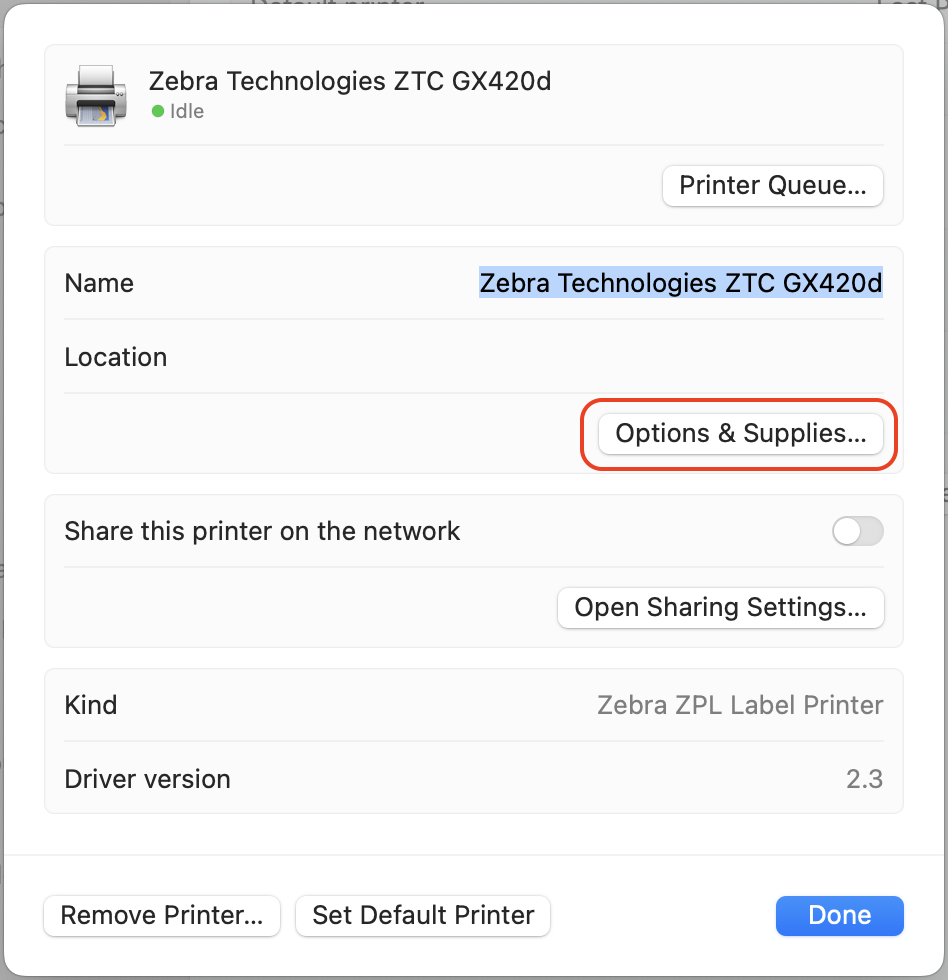 Default printer
Zebra Technologies ZTC GX420d
Idle
Printer Queue...
Name
Zebra Technologies ZTC GX420d
Location
Options & Supplies...
Share this printer on the network
Open Sharing Settings...
Kind
Zebra ZPL Label Printer
Driver version
2.3
Remove Printer...
Set Default Printer
Done